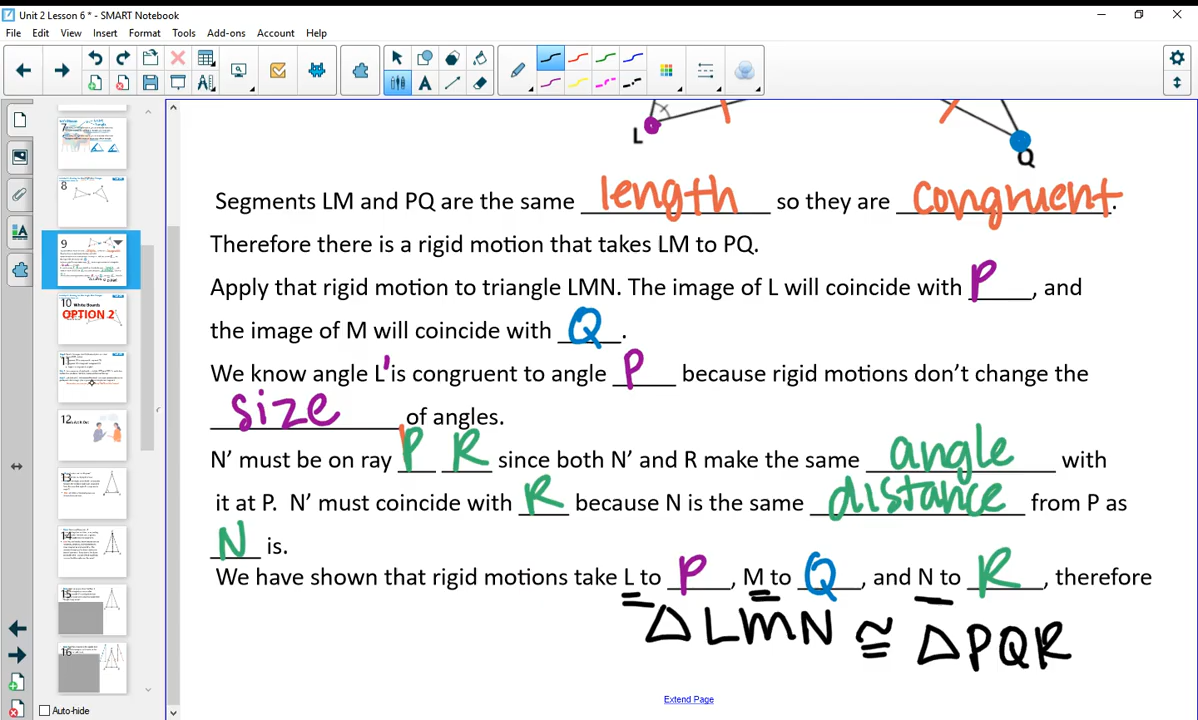 Unit 2 Lesson 6 * - SMART Notebook
File Edit View Insert Format Tools Add-ons Account Help
L
Q
Segments LM and PQ are the same length so they are congruent.
Therefore there is a rigid motion that takes LM to PQ.
Apply that rigid motion to triangle LMN. The image of L will coincide with P, and
the image of M will coincide with Q.
We know angle L' is congruent to angle P because rigid motions don't change the
size of angles.
N' must be on ray P R since both N' and R make the same angle with
it at P. N' must coincide with R because N is the same distance from P as
N is.
We have shown that rigid motions take L to P, M to Q, and N to R, therefore
△LMN ≅ △PQR
Extend Page
7
8
9
10 White Boards
OPTION 2
11
12
13
14
15
16
Auto-hide